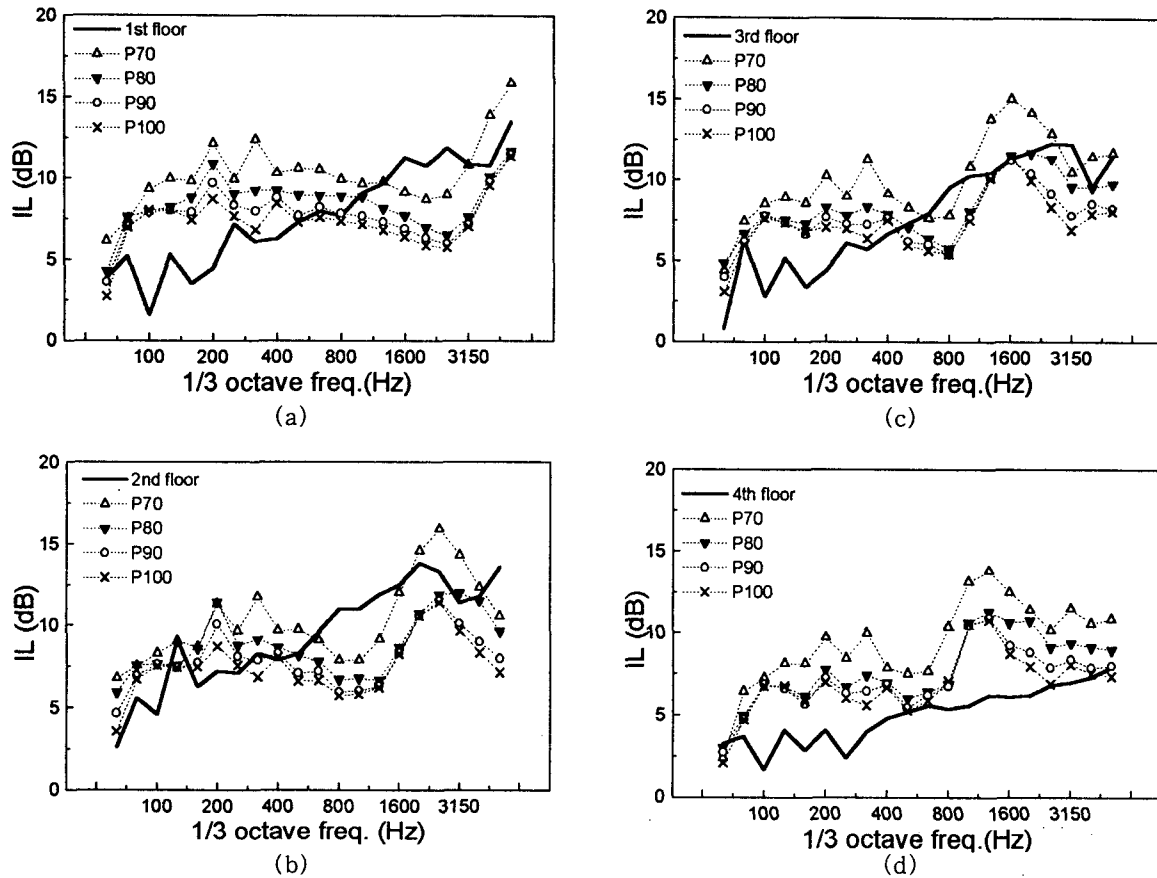 20
15
10
5
0
IL (dB)
1st floor
P70
P80
P90
P100
100 200 400 800 1600 3150
1/3 octave freq.(Hz)
(a)
20
15
10
5
0
IL (dB)
3rd floor
P70
P80
P90
P100
100 200 400 800 1600 3150
1/3 octave freq.(Hz)
(c)
20
15
10
5
0
IL (dB)
2nd floor
P70
P80
P90
P100
100 200 400 800 1600 3150
1/3 octave freq. (Hz)
(b)
20
15
10
5
0
IL (dB)
4th floor
P70
P80
P90
P100
100 200 400 800 1600 3150
1/3 octave freq.(Hz)
(d)